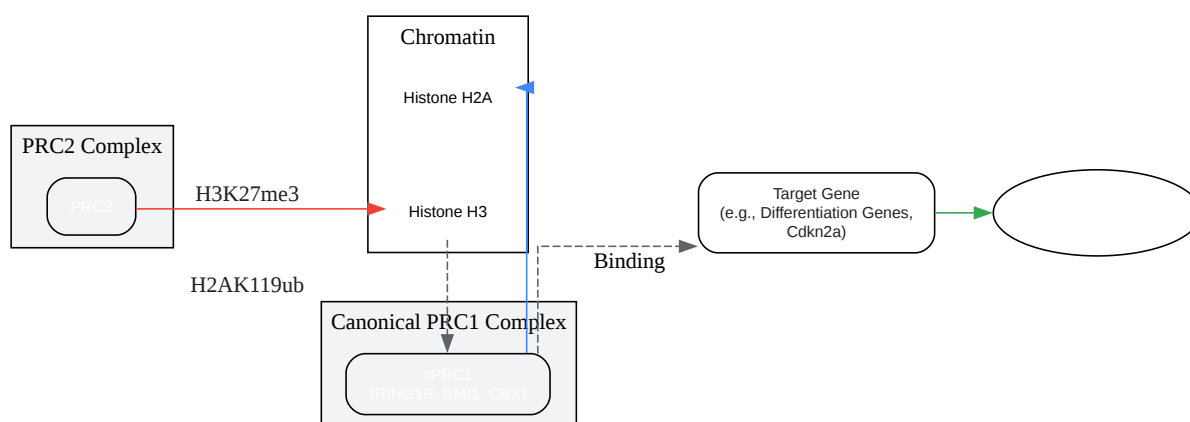 Chromatin
Histone H2A
PRC2 Complex
PRC2
H3K27me3
Histone H3
Target Gene
(e.g., Differentiation Genes,
Cdkn2a)
Binding
H2AK119ub
Canonical PRC1 Complex
cPRC1
(RING1B, BMI1, CBX)